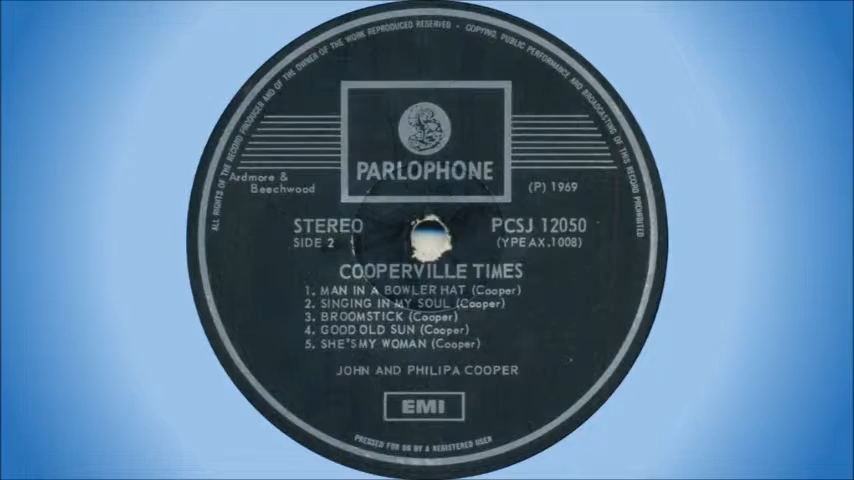 ALL RIGHTS OF THE RECORD PRODUCER AND OF THE OWNER OF THE WORK REPRODUCED RESERVED - COPYING, PUBLIC PERFORMANCE AND BROADCASTING OF THIS RECORD PROHIBITED
PARLOPHONE
Ardmore &
Beechwood
(P) 1969
STEREO
SIDE 2
PCSJ 12050
(YPEAX.1008)
COOPERVILLE TIMES
1. MAN IN A BOWLER HAT (Cooper)
2. SINGING IN MY SOUL (Cooper)
3. BROOMSTICK (Cooper)
4. GOOD OLD SUN (Cooper)
5. SHE'S MY WOMAN (Cooper)
JOHN AND PHILIPA COOPER
EMI
PRESSED FOR OR BY A REGISTERED USER